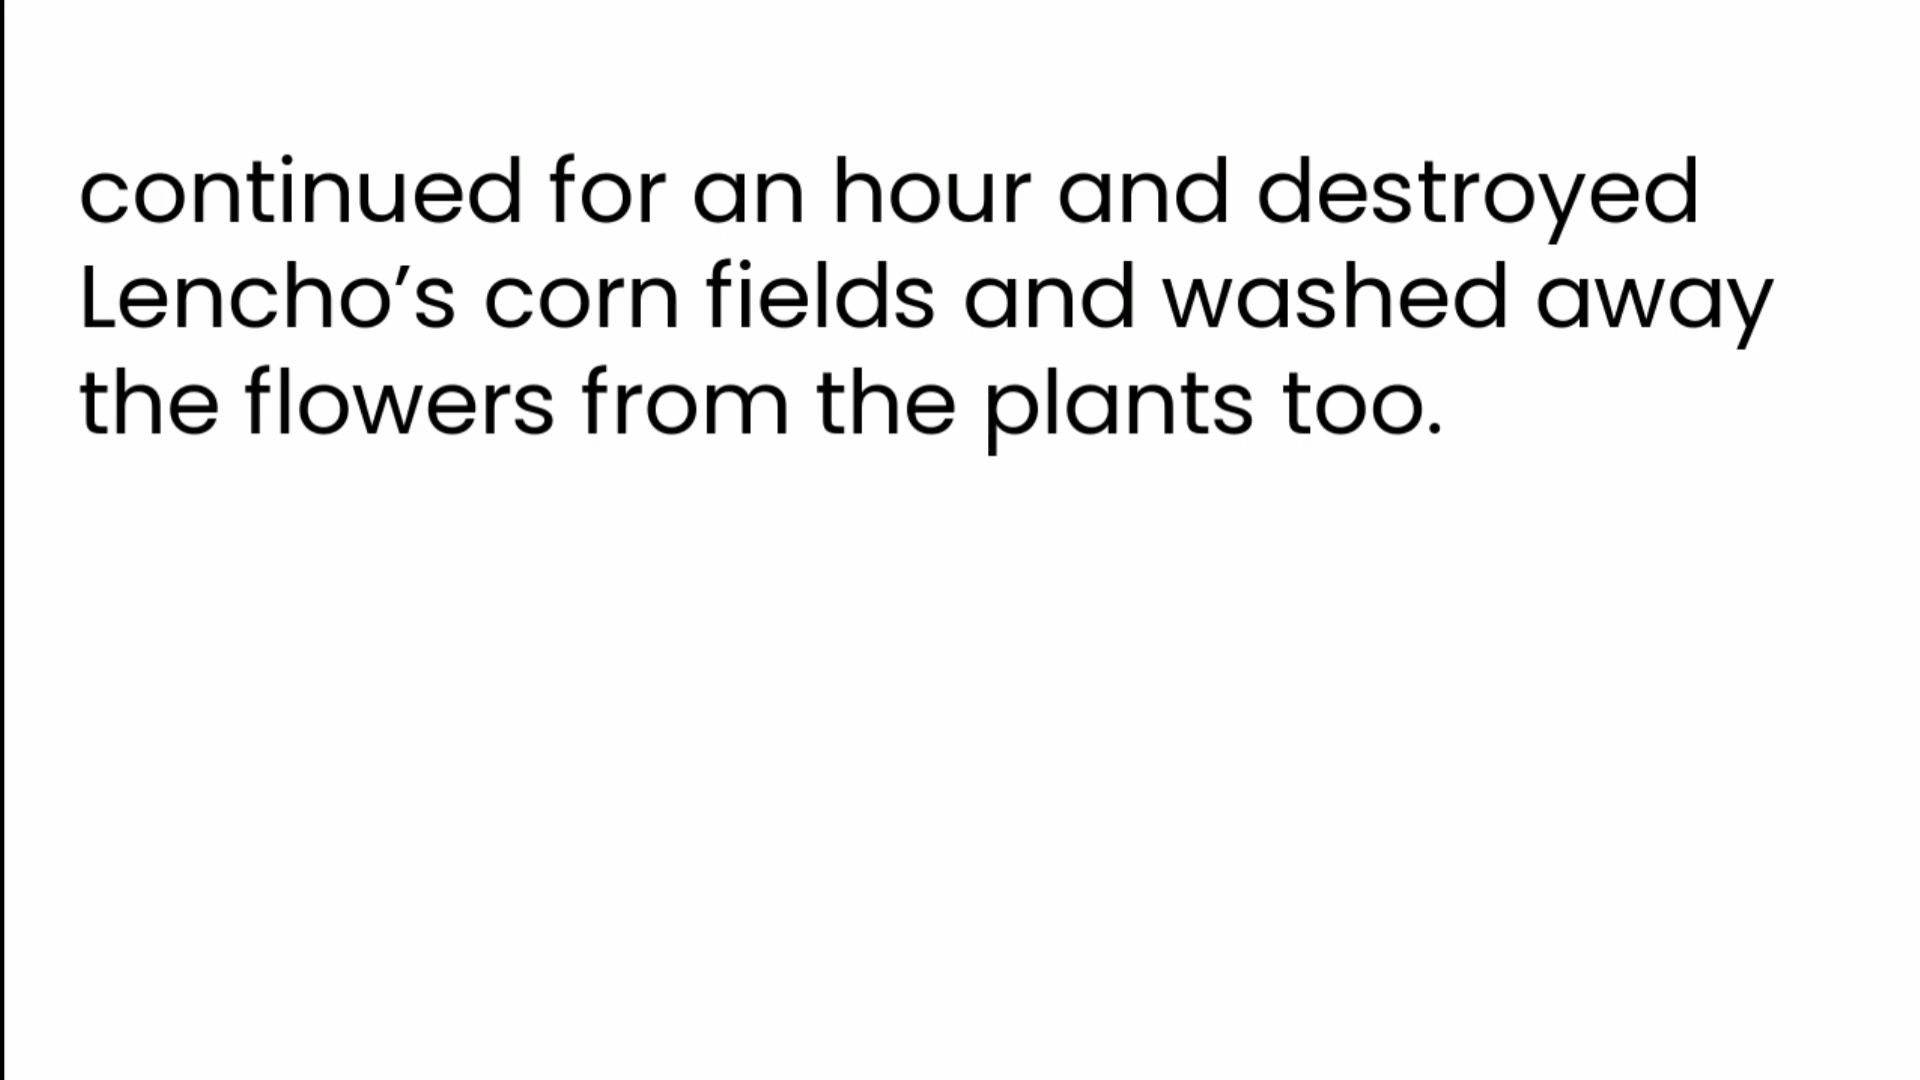 continued for an hour and destroyed
Lencho’s corn fields and washed away
the flowers from the plants too.